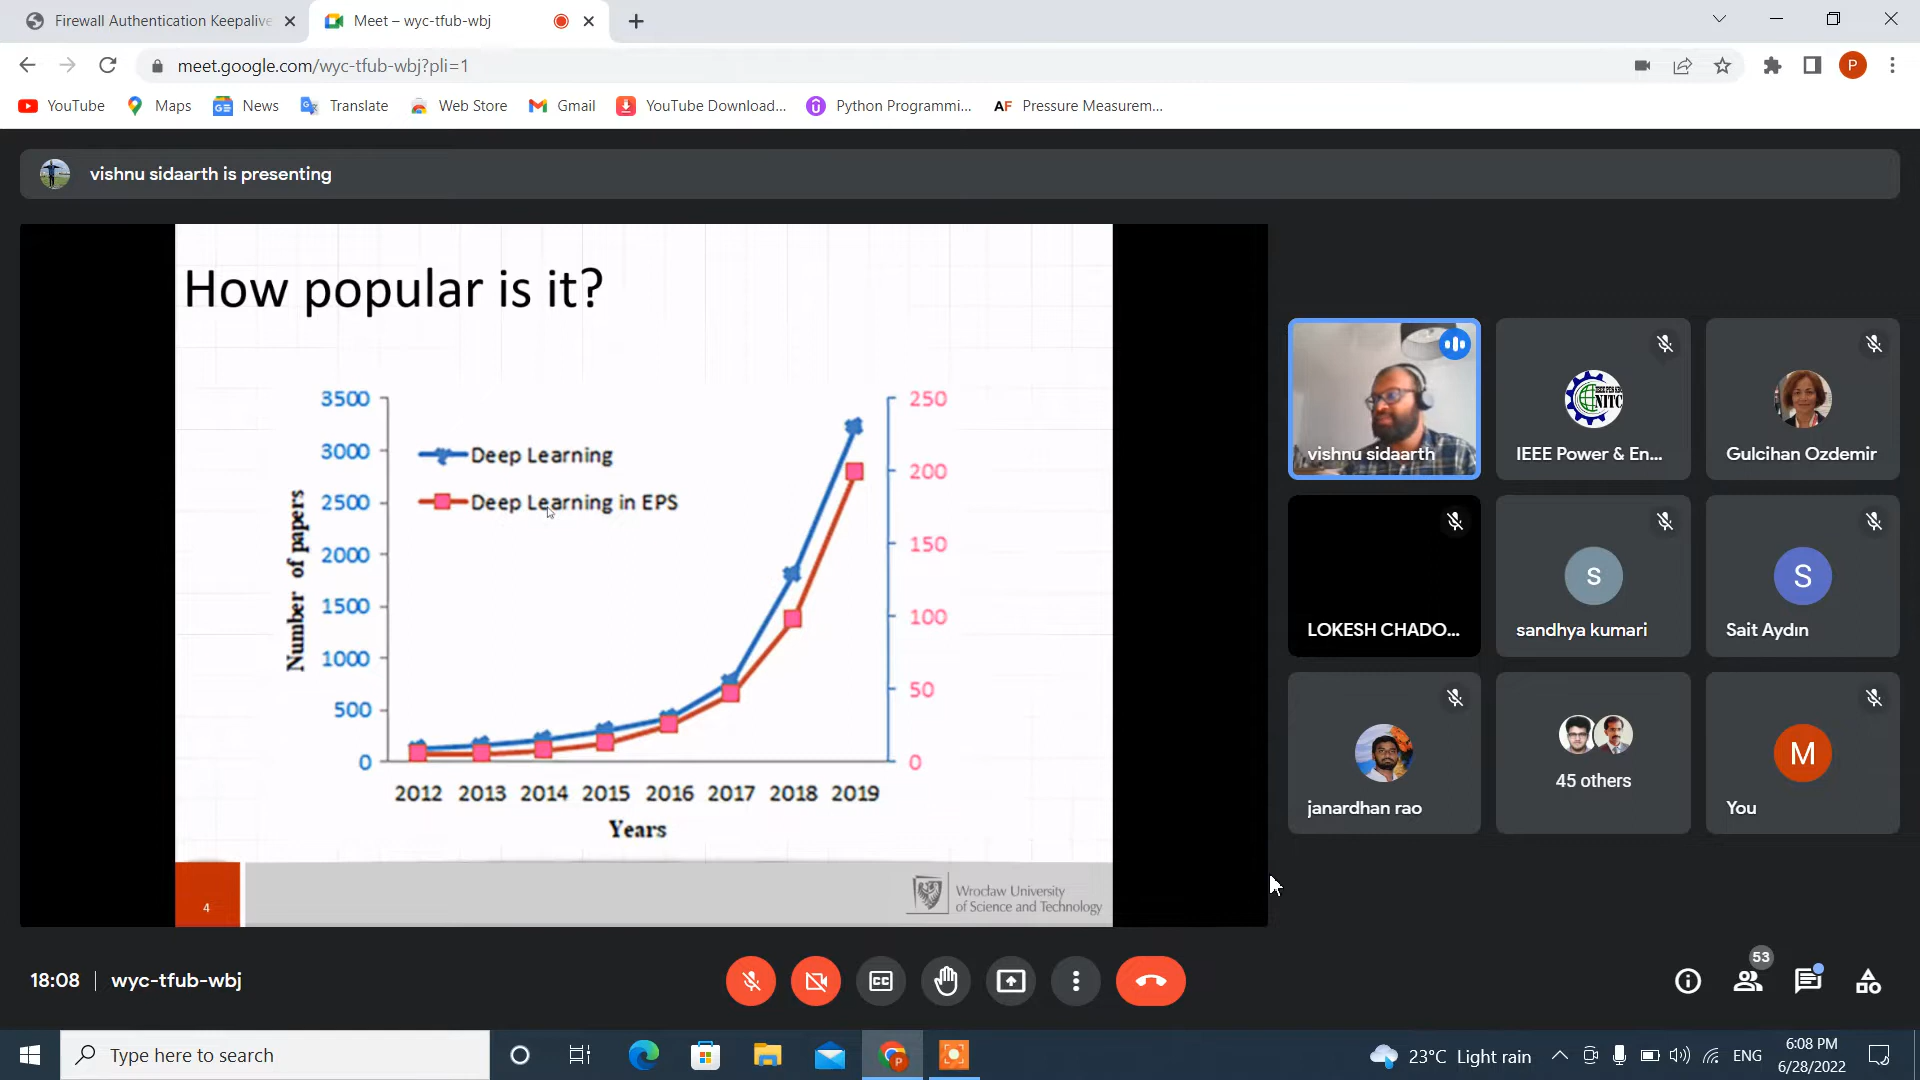 Firewall Authentication Keepalive
Meet – wyc-tfub-wbj
meet.google.com/wyc-tfub-wbj?pli=1
P
YouTube
Maps
News
Translate
Web Store
Gmail
YouTube Download...
Python Programmi...
AF Pressure Measurem...
vishnu sidaarth is presenting
How popular is it?
3500
3000
2500
2000
1500
1000
500
0
Number of papers
Deep Learning
Deep Learning in EPS
250
200
150
100
50
0
2012 2013 2014 2015 2016 2017 2018 2019
Years
4
Wrocław University
of Science and Technology
vishnu sidaarth
NITC
IEEE Power & En...
Gulcihan Ozdemir
LOKESH CHADO...
s
sandhya kumari
S
Sait Aydın
janardhan rao
45 others
M
You
18:08
wyc-tfub-wbj
CC
53
Type here to search
P
23°C Light rain
ENG
6:08 PM
6/28/2022